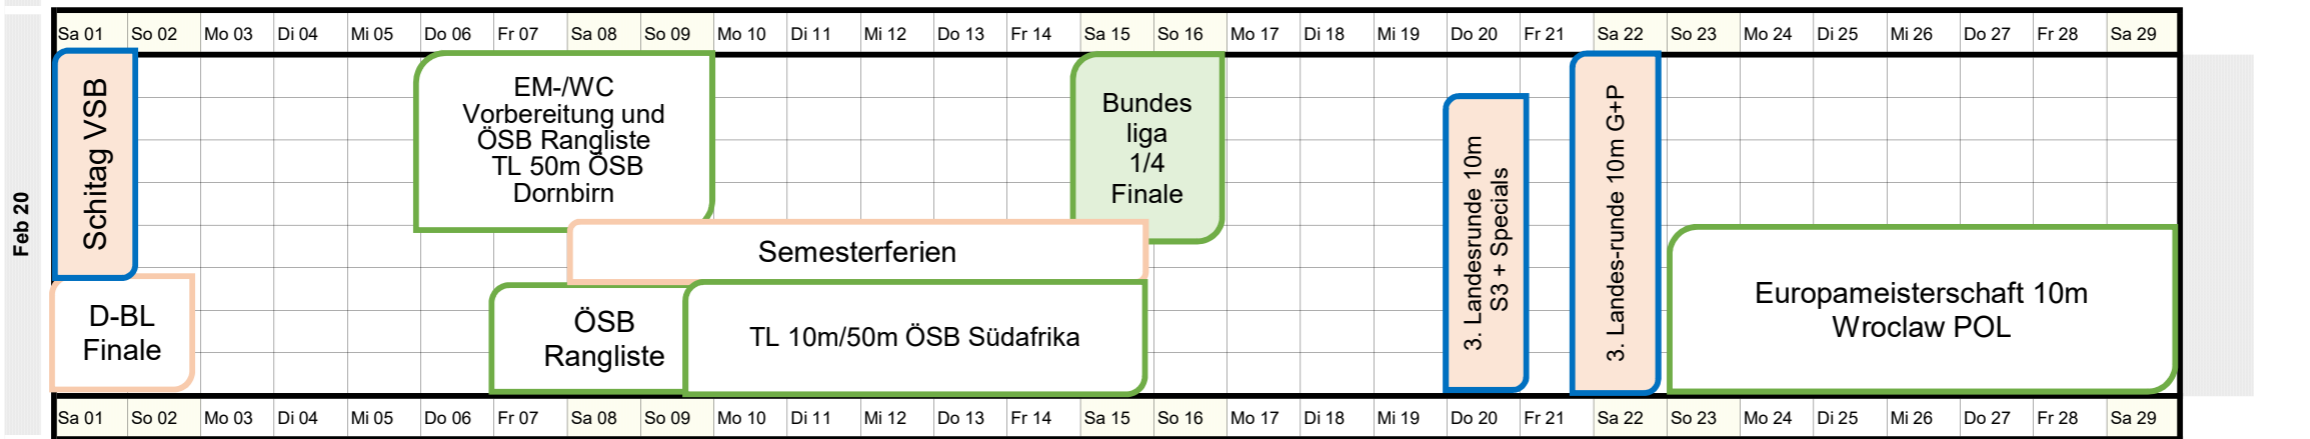 Sa 01 So 02 Mo 03 Di 04 Mi 05 Do 06 Fr 07 Sa 08 So 09 Mo 10 Di 11 Mi 12 Do 13 Fr 14 Sa 15 So 16 Mo 17 Di 18 Mi 19 Do 20 Fr 21 Sa 22 So 23 Mo 24 Di 25 Mi 26 Do 27 Fr 28 Sa 29
Feb 20
Schitag VSB
D-BL
Finale
EM-/WC
Vorbereitung und
ÖSB Rangliste
TL 50m ÖSB
Dornbirn
Semesterferien
ÖSB
Rangliste
TL 10m/50m ÖSB Südafrika
Bundes
liga
1/4
Finale
3. Landesrunde 10m
S3 + Specials
3. Landes-runde 10m G+P
Europameisterschaft 10m
Wroclaw POL
Sa 01 So 02 Mo 03 Di 04 Mi 05 Do 06 Fr 07 Sa 08 So 09 Mo 10 Di 11 Mi 12 Do 13 Fr 14 Sa 15 So 16 Mo 17 Di 18 Mi 19 Do 20 Fr 21 Sa 22 So 23 Mo 24 Di 25 Mi 26 Do 27 Fr 28 Sa 29